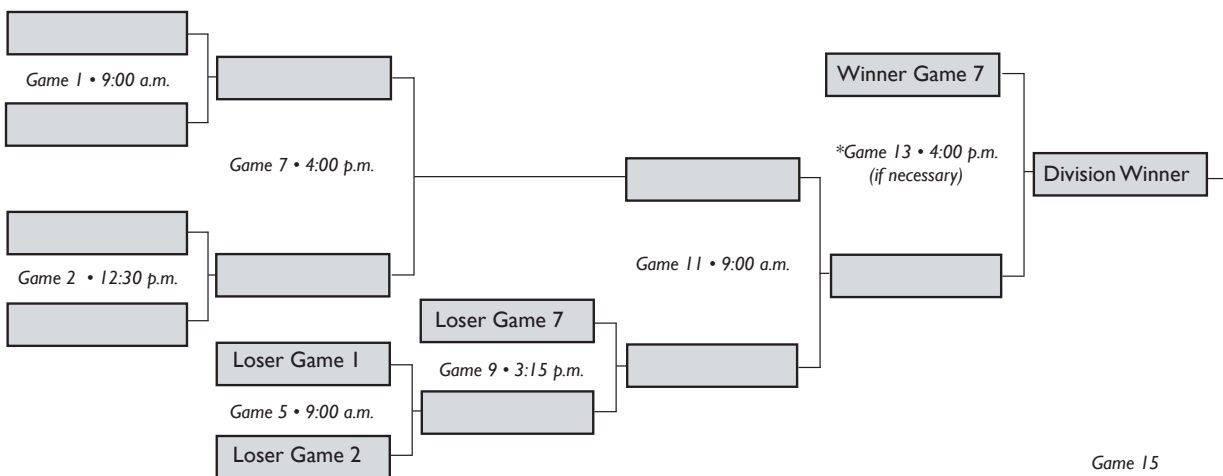 Game 1 • 9:00 a.m.
Game 7 • 4:00 p.m.
Game 2 • 12:30 p.m.
Loser Game 1
Game 5 • 9:00 a.m.
Loser Game 2
Loser Game 7
Game 9 • 3:15 p.m.
Game 11 • 9:00 a.m.
Winner Game 7
*Game 13 • 4:00 p.m.
(if necessary)
Division Winner
Game 15